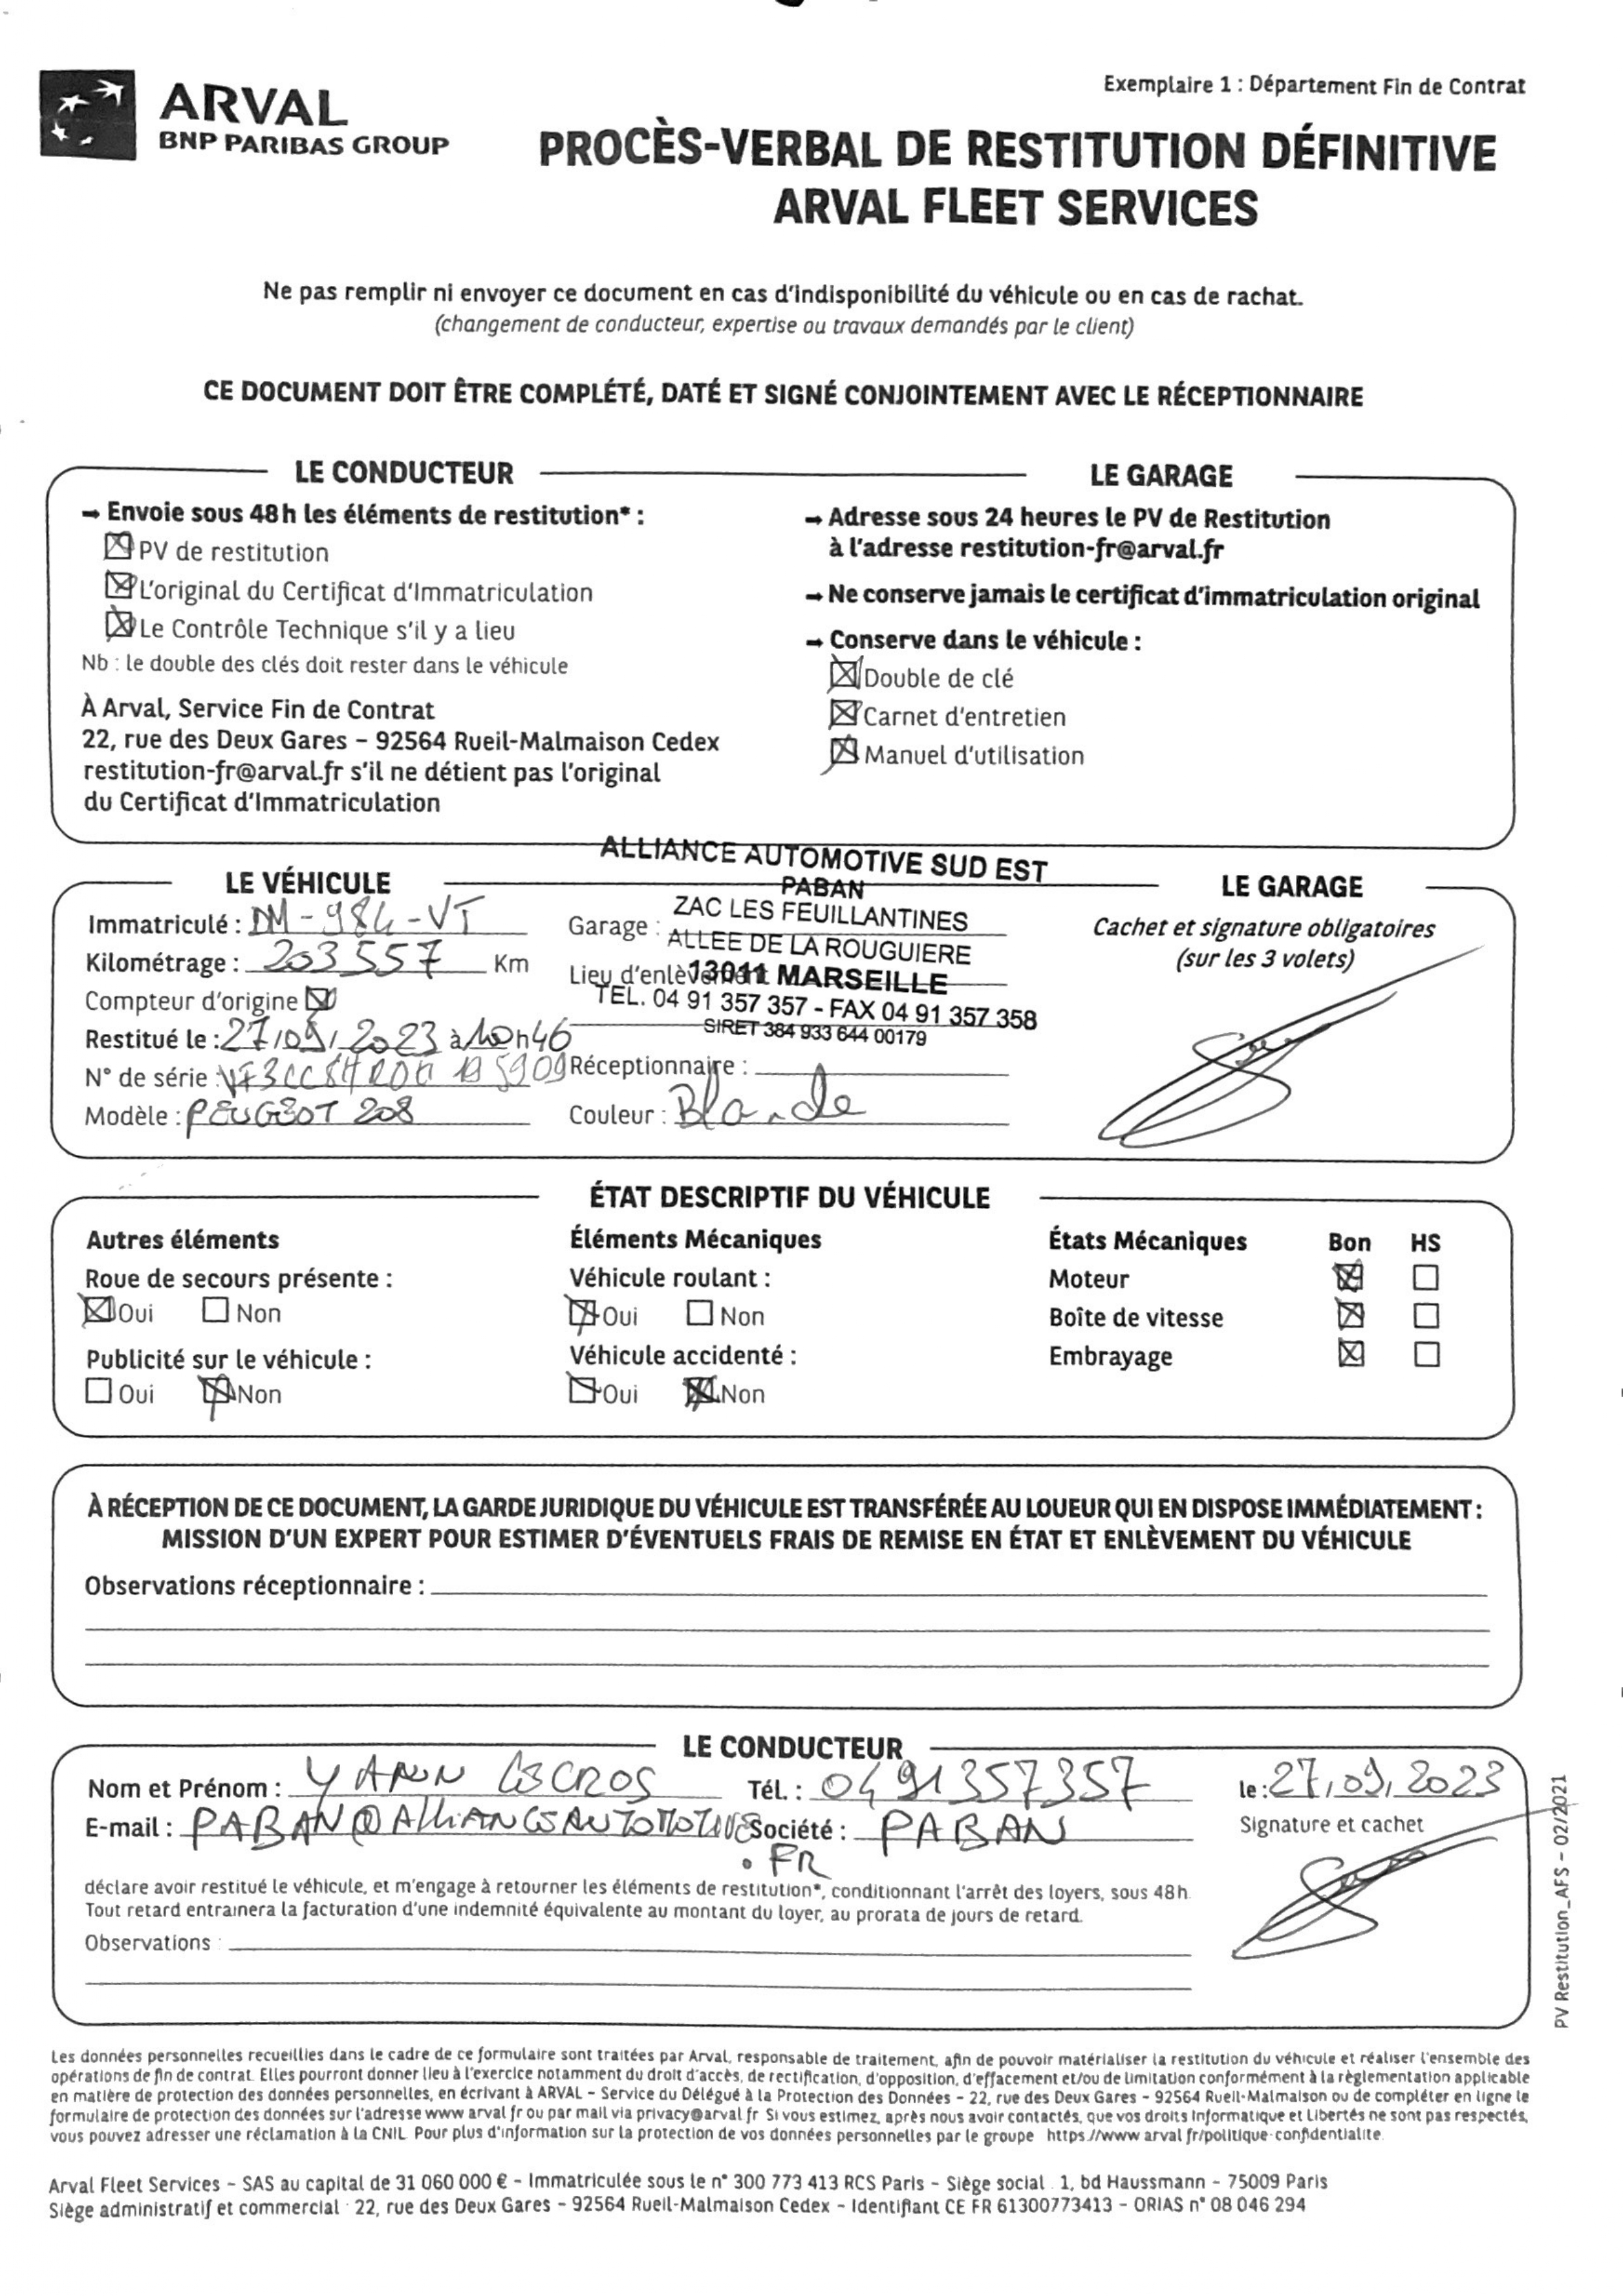 Exemplaire 1 : Département Fin de Contrat
ARVAL
BNP PARIBAS GROUP
PROCÈS-VERBAL DE RESTITUTION DÉFINITIVE
ARVAL FLEET SERVICES
Ne pas remplir ni envoyer ce document en cas d'indisponibilité du véhicule ou en cas de rachat.
(changement de conducteur, expertise ou travaux demandés par le client)
CE DOCUMENT DOIT ÊTRE COMPLÉTÉ, DATÉ ET SIGNÉ CONJOINTEMENT AVEC LE RÉCEPTIONNAIRE
LE CONDUCTEUR
→ Envoie sous 48h les éléments de restitution* :
PV de restitution
L'original du Certificat d'Immatriculation
Le Contrôle Technique s'il y a lieu
Nb : le double des clés doit rester dans le véhicule
À Arval, Service Fin de Contrat
22, rue des Deux Gares – 92564 Rueil-Malmaison Cedex
restitution-fr@arval.fr s'il ne détient pas l'original
du Certificat d'Immatriculation
LE GARAGE
→ Adresse sous 24 heures le PV de Restitution
à l'adresse restitution-fr@arval.fr
→ Ne conserve jamais le certificat d'immatriculation original
→ Conserve dans le véhicule :
Double de clé
Carnet d'entretien
Manuel d'utilisation
LE VÉHICULE
Immatriculé : DM-984-VT
Kilométrage : 203557 Km
Compteur d'origine
Restitué le : 27/09/2023 à 10h46
N° de série :
Modèle : PEUGEOT 208
ALLIANCE AUTOMOTIVE SUD EST
PABAN
ZAC LES FEUILLANTINES
Garage :
ALLEE DE LA ROUGUIERE
Lieu d'enlèvement
13011 MARSEILLE
TEL. 04 91 357 357 - FAX 04 91 357 358
SIRET 384 933 644 00179
Réceptionnaire :
Couleur : Blanche
LE GARAGE
Cachet et signature obligatoires
(sur les 3 volets)
ÉTAT DESCRIPTIF DU VÉHICULE
Autres éléments
Roue de secours présente :
Oui Non
Publicité sur le véhicule :
Oui Non
Éléments Mécaniques
Véhicule roulant :
Oui Non
Véhicule accidenté :
Oui Non
États Mécaniques Bon HS
Moteur
Boîte de vitesse
Embrayage
À RÉCEPTION DE CE DOCUMENT, LA GARDE JURIDIQUE DU VÉHICULE EST TRANSFÉRÉE AU LOUEUR QUI EN DISPOSE IMMÉDIATEMENT :
MISSION D'UN EXPERT POUR ESTIMER D'ÉVENTUELS FRAIS DE REMISE EN ÉTAT ET ENLÈVEMENT DU VÉHICULE
Observations réceptionnaire :
LE CONDUCTEUR
Nom et Prénom : YANN Tél. : 0491357357 le : 27/09/2023
E-mail : PABAN@ALLIANCEAUTOMOTIVE Société : PABAN Signature et cachet
.FR
déclare avoir restitué le véhicule, et m'engage à retourner les éléments de restitution*, conditionnant l'arrêt des loyers, sous 48h.
Tout retard entrainera la facturation d'une indemnité équivalente au montant du loyer, au prorata de jours de retard.
Observations :
PV Restitution_AFS – 02/2021
Les données personnelles recueillies dans le cadre de ce formulaire sont traitées par Arval, responsable de traitement, afin de pouvoir matérialiser la restitution du véhicule et réaliser l'ensemble des
opérations de fin de contrat. Elles pourront donner lieu à l'exercice notamment du droit d'accès, de rectification, d'opposition, d'effacement et/ou de limitation conformément à la règlementation applicable
en matière de protection des données personnelles, en écrivant à ARVAL – Service du Délégué à la Protection des Données – 22, rue des Deux Gares – 92564 Rueil-Malmaison ou de compléter en ligne le
formulaire de protection des données sur l'adresse www arval fr ou par mail via privacy@arval fr Si vous estimez, après nous avoir contactés, que vos droits Informatique et Libertés ne sont pas respectés,
vous pouvez adresser une réclamation à la CNIL. Pour plus d'information sur la protection de vos données personnelles par le groupe https://www arval fr/politique-confidentialite.
Arval Fleet Services – SAS au capital de 31 060 000 € – Immatriculée sous le n° 300 773 413 RCS Paris – Siège social . 1, bd Haussmann – 75009 Paris
Siège administratif et commercial : 22, rue des Deux Gares – 92564 Rueil-Malmaison Cedex – Identifiant CE FR 61300773413 – ORIAS n° 08 046 294